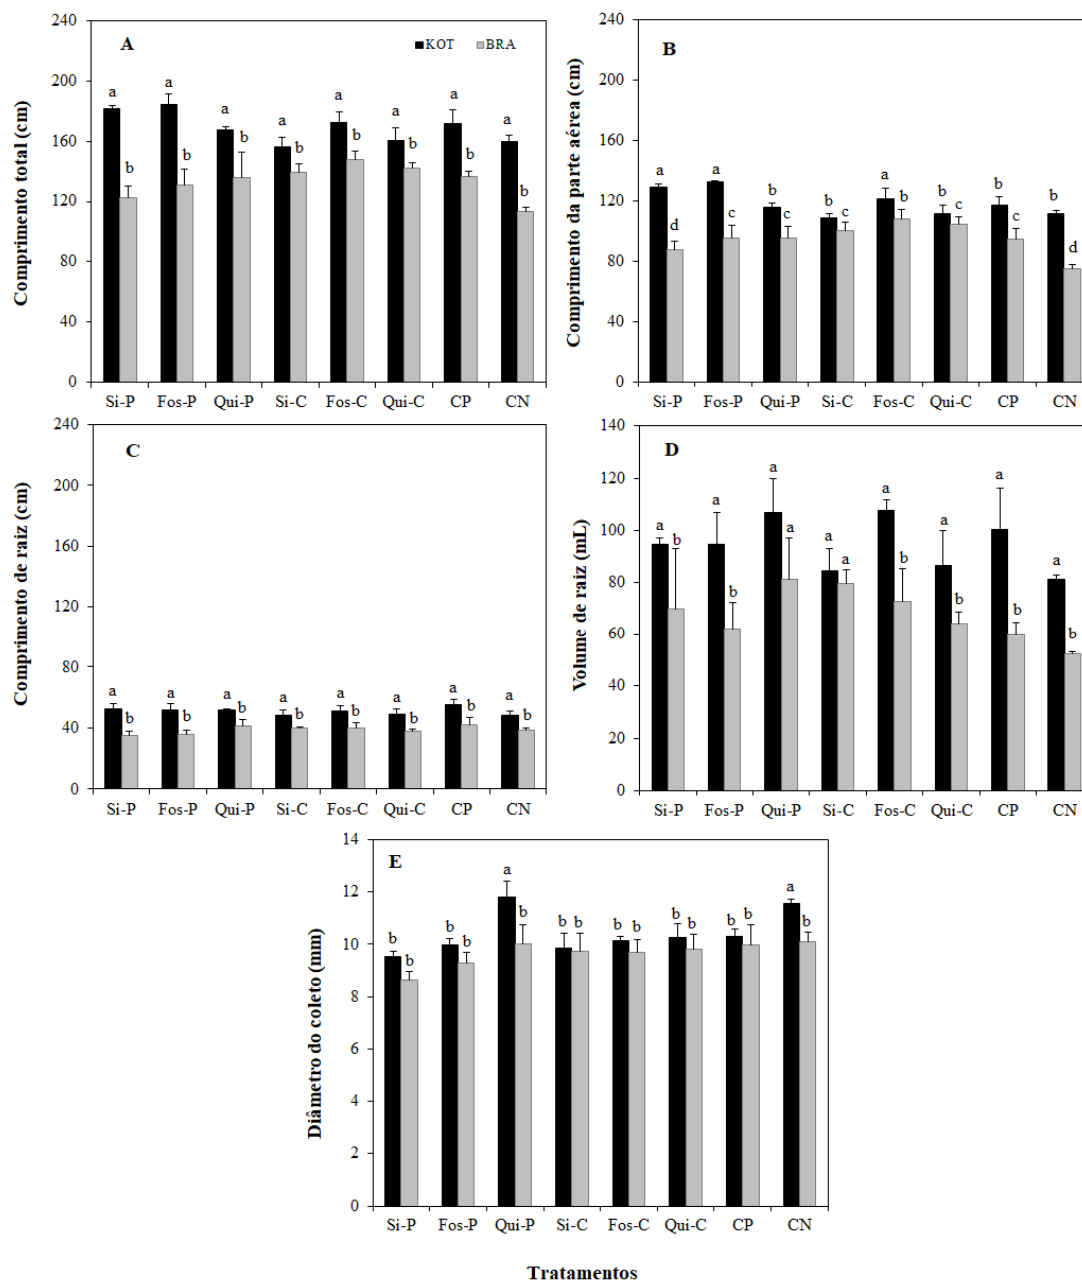 A
KOT BRA
Comprimento total (cm)
240
200
160
120
80
40
0
a a a a a a a a
b b b b b b b b
Si-P Fos-P Qui-P Si-C Fos-C Qui-C CP CN
B
Comprimento da parte aérea (cm)
240
200
160
120
80
40
0
a d a c b c b c a b b c b c b d
Si-P Fos-P Qui-P Si-C Fos-C Qui-C CP CN
C
Comprimento de raiz (cm)
240
200
160
120
80
40
0
a b a b a b a b a b a b a b a b
Si-P Fos-P Qui-P Si-C Fos-C Qui-C CP CN
D
Volume de raiz (mL)
140
120
100
80
60
40
20
0
a b a b a a a a a b a b a b a b
Si-P Fos-P Qui-P Si-C Fos-C Qui-C CP CN
E
Diâmetro do coleto (mm)
14
12
10
8
6
4
2
0
b b b b a b b b b b b b b b a b
Si-P Fos-P Qui-P Si-C Fos-C Qui-C CP CN
Tratamentos